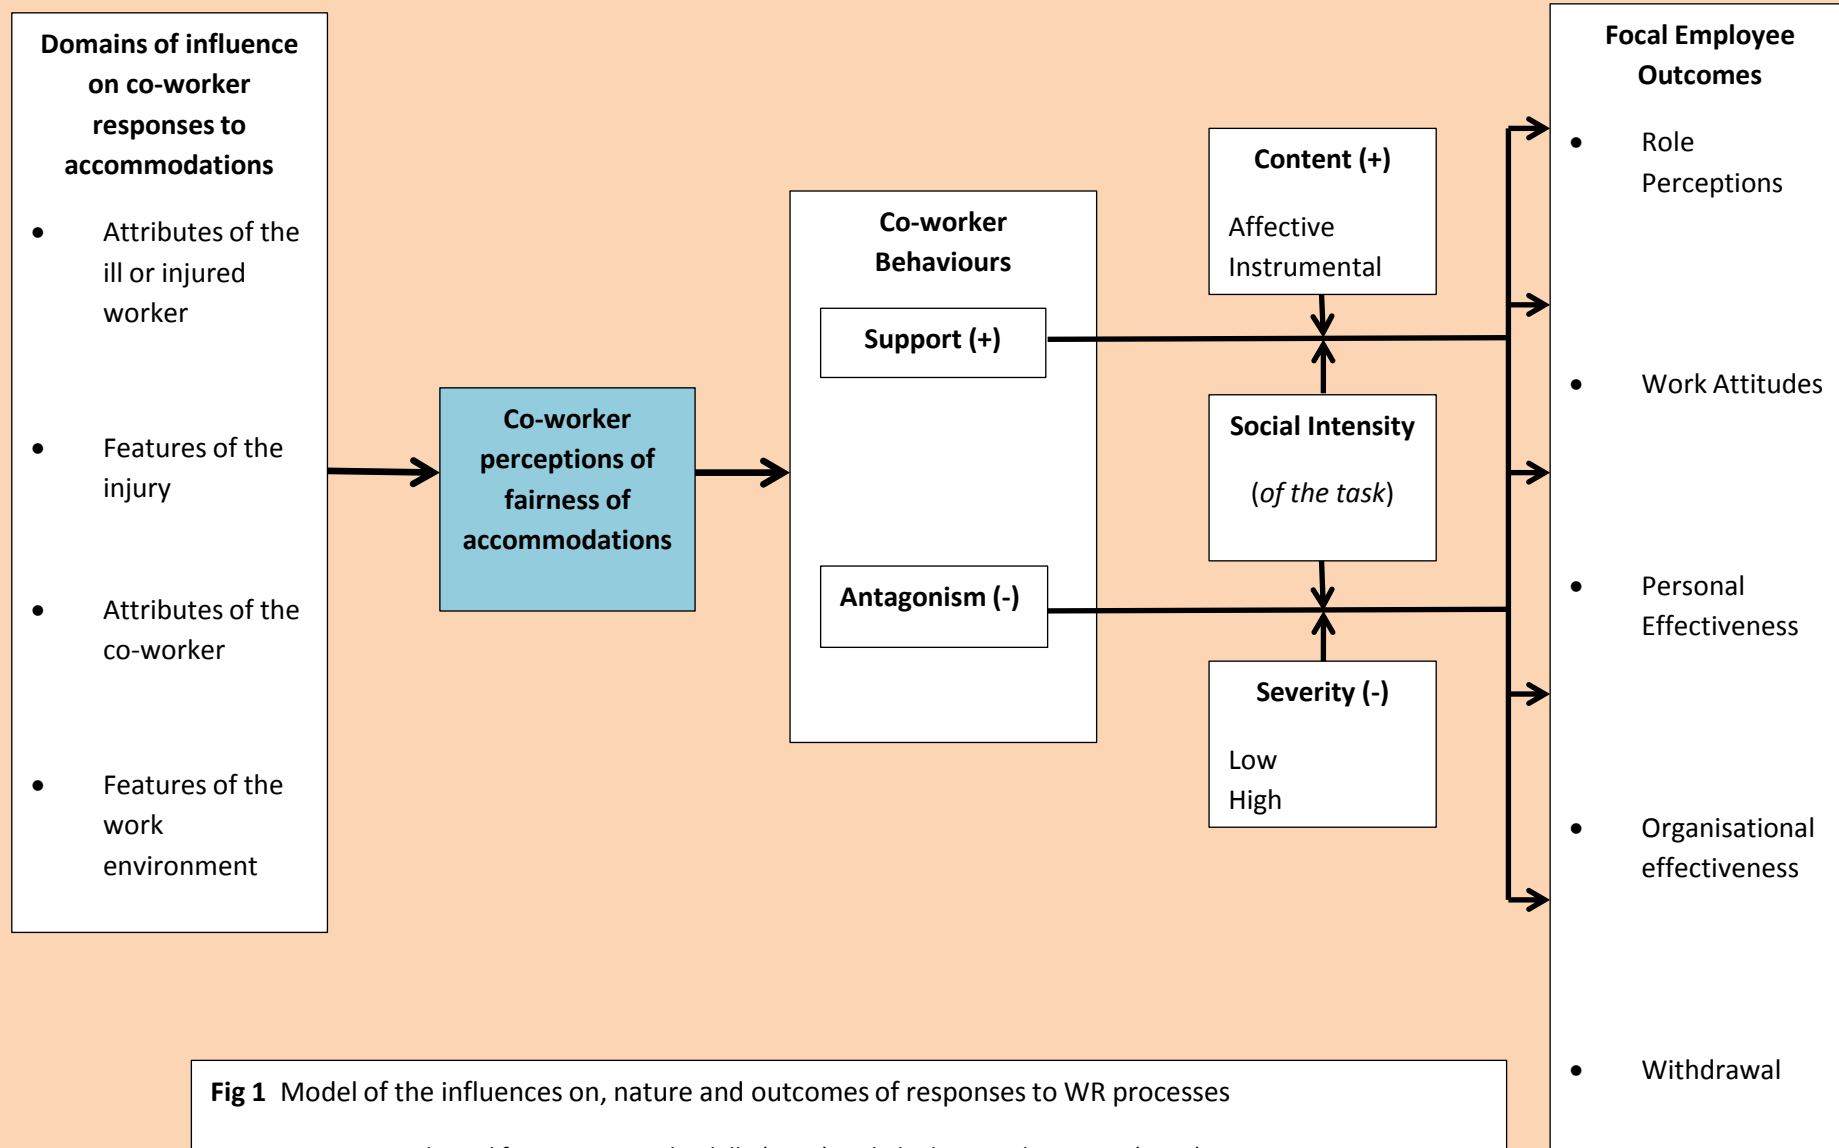 Domains of influence
on co-worker
responses to
accommodations
• Attributes of the
ill or injured
worker
• Features of the
injury
• Attributes of the
co-worker
• Features of the
work
environment
Co-worker
perceptions of
fairness of
accommodations
Co-worker
Behaviours
Support (+)
Antagonism (-)
Content (+)
Affective
Instrumental
Social Intensity
(of the task)
Severity (-)
Low
High
Focal Employee
Outcomes
• Role
Perceptions
• Work Attitudes
• Personal
Effectiveness
• Organisational
effectiveness
• Withdrawal
Fig 1 Model of the influences on, nature and outcomes of responses to WR processes